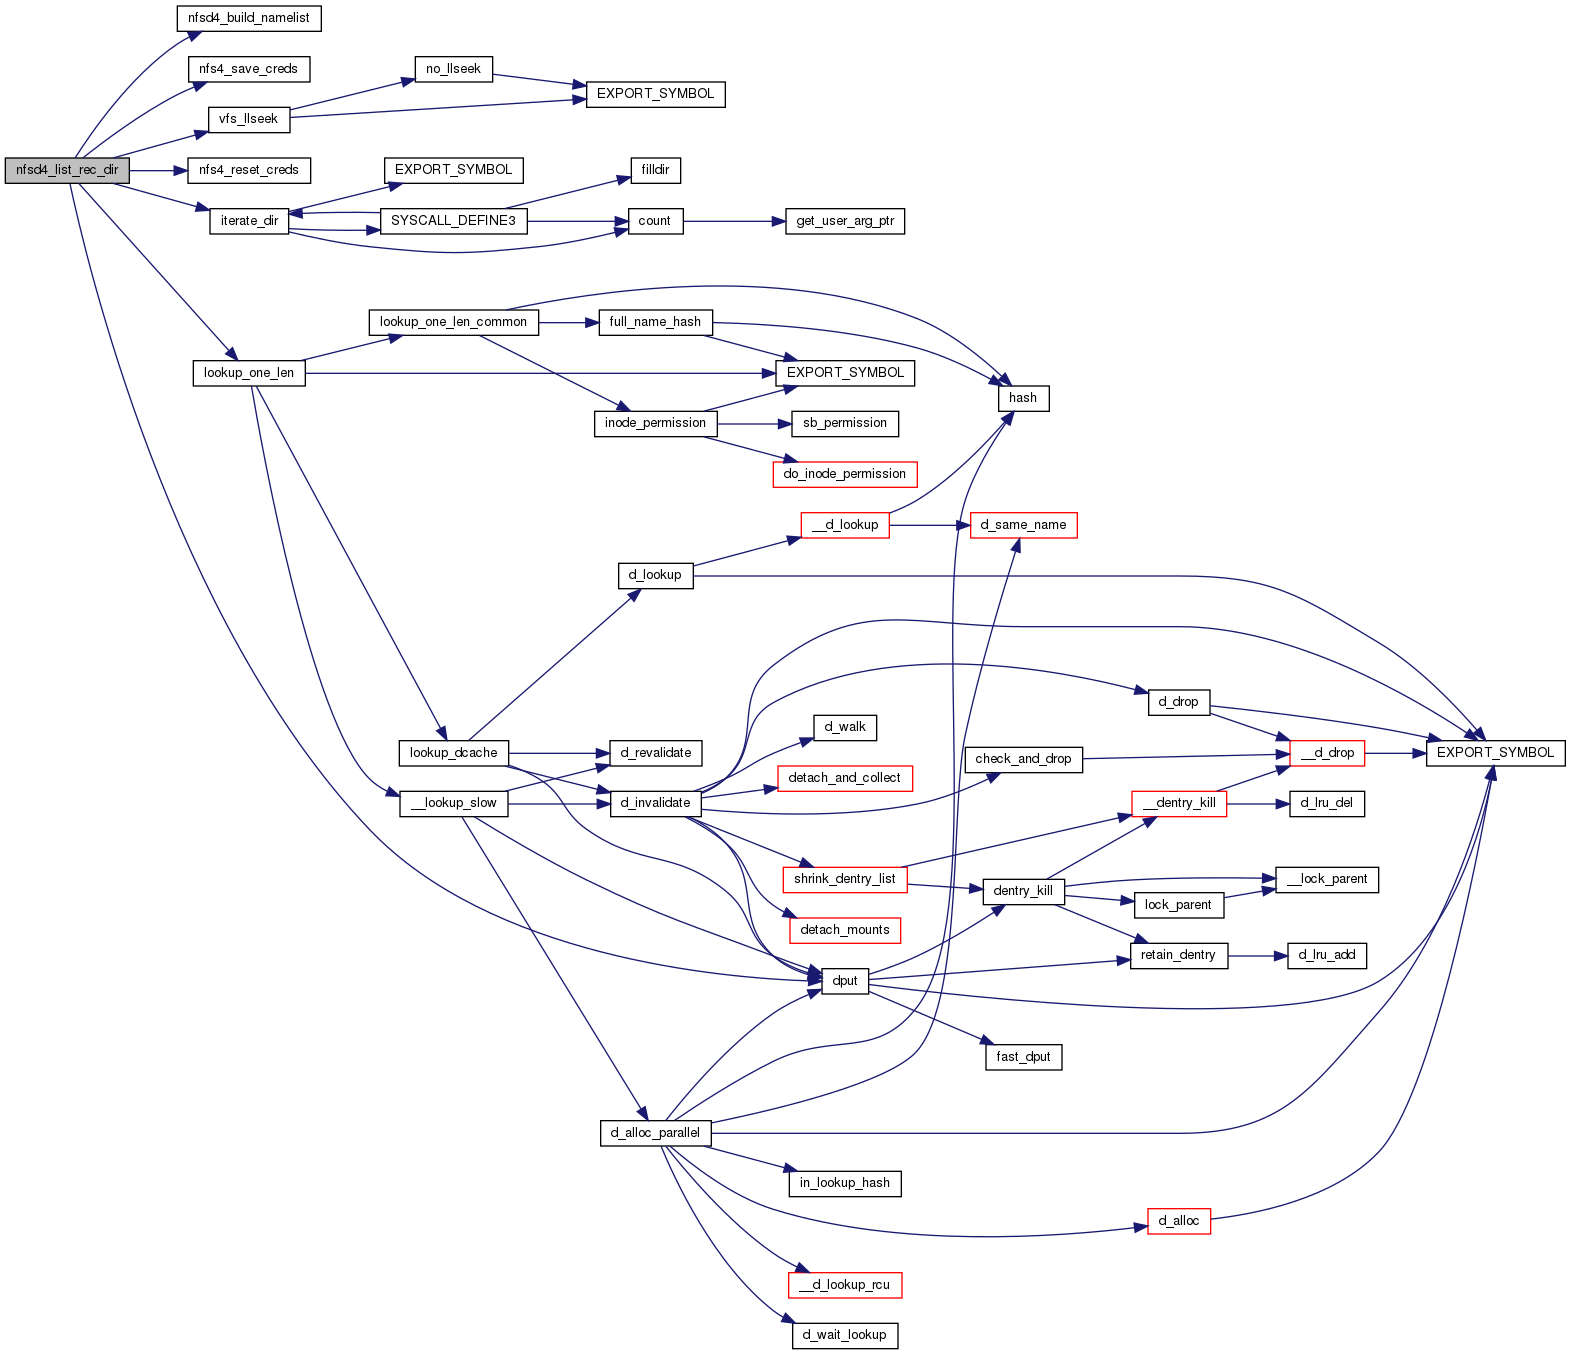 nfsd4_build_namelist
nfs4_save_creds
no_llseek
EXPORT_SYMBOL
vfs_llseek
nfsd4_list_rec_dir
nfs4_reset_creds
EXPORT_SYMBOL
filldir
iterate_dir
SYSCALL_DEFINE3
count
get_user_arg_ptr
lookup_one_len_common
full_name_hash
lookup_one_len
EXPORT_SYMBOL
hash
inode_permission
sb_permission
do_inode_permission
__d_lookup
d_same_name
d_lookup
d_drop
d_walk
lookup_dcache
d_revalidate
check_and_drop
__d_drop
EXPORT_SYMBOL
detach_and_collect
__lookup_slow
d_invalidate
__dentry_kill
d_lru_del
shrink_dentry_list
dentry_kill
__lock_parent
lock_parent
detach_mounts
retain_dentry
d_lru_add
dput
fast_dput
d_alloc_parallel
in_lookup_hash
d_alloc
__d_lookup_rcu
d_wait_lookup